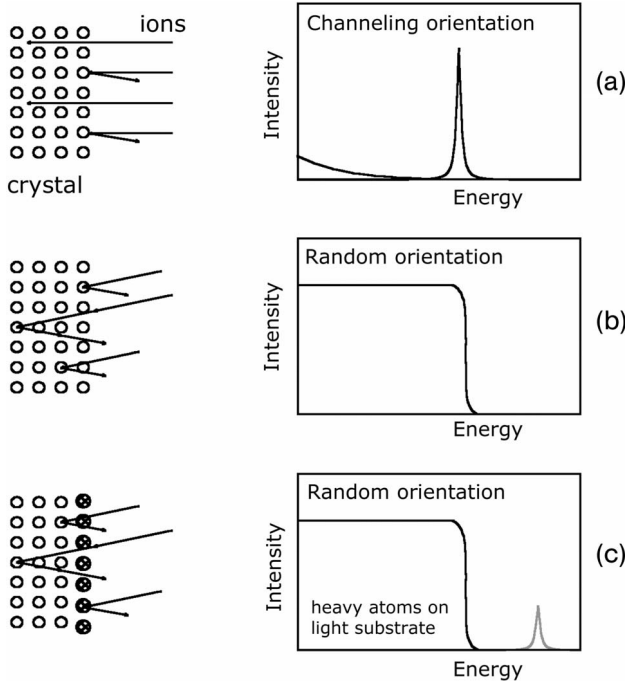 ions
crystal
Channeling orientation
Intensity
Energy
(a)
Random orientation
Intensity
Energy
(b)
Random orientation
Intensity
heavy atoms on
light substrate
Energy
(c)